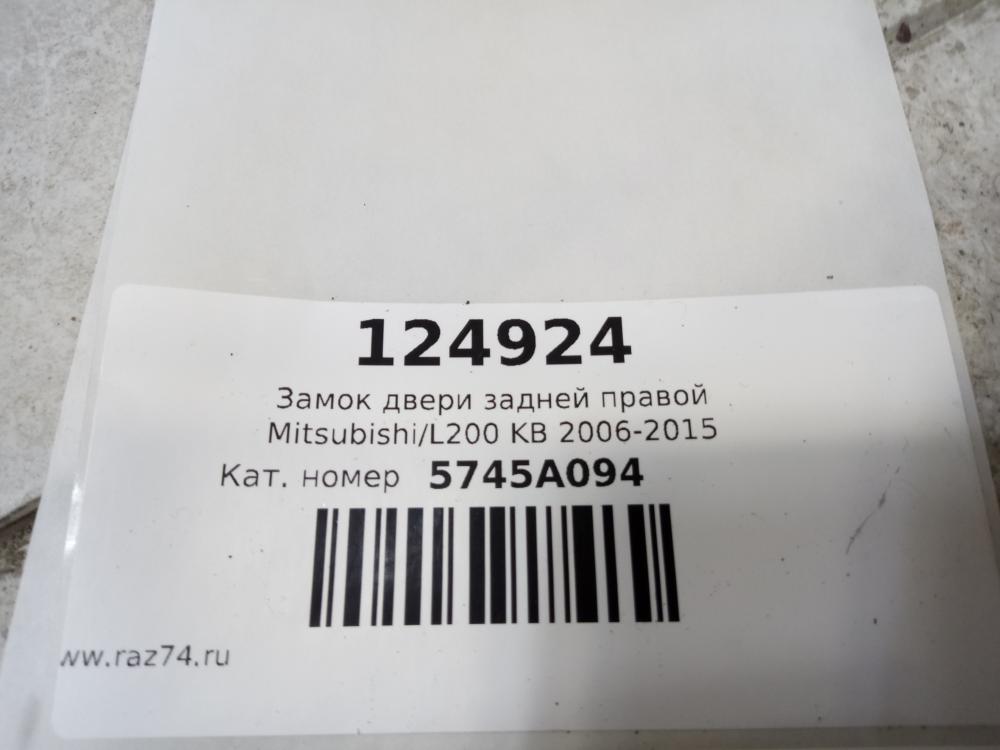 124924
Замок двери задней правой
Mitsubishi/L200 KB 2006-2015
Кат. номер 5745A094
ww.raz74.ru